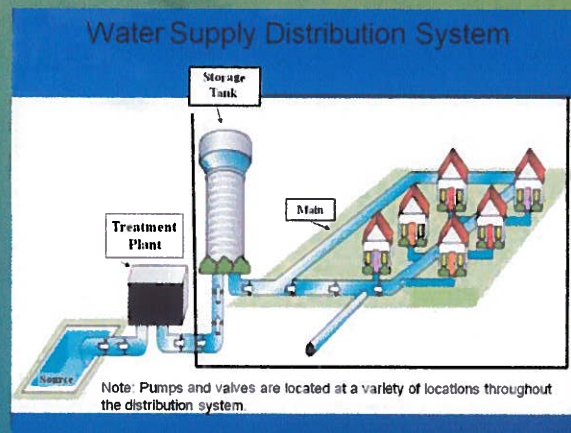 Water Supply Distribution System
Storage
Tank
Main
Treatment
Plant
Source
Note: Pumps and valves are located at a variety of locations throughout
the distribution system.